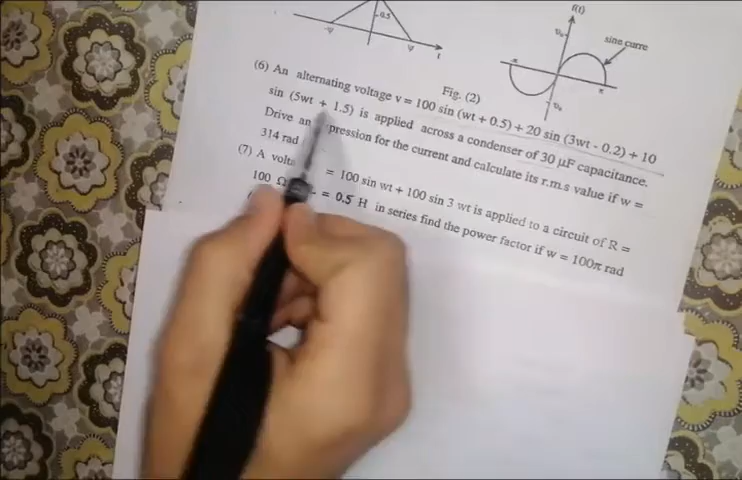 f(t)
0.5
sine curre
t
Fig. (2)
(6) An alternating voltage v = 100 sin (wt + 0.5) + 20 sin (3wt - 0.2) + 10
sin (5wt + 1.5) is applied across a condenser of 30 μF capacitance.
Drive an pression for the current and calculate its r.m.s value if w =
314 rad
(7) A volta = 100 sin wt + 100 sin 3 wt is applied to a circuit of R =
100 Ω = 0.5 H in series find the power factor if w = 100π rad